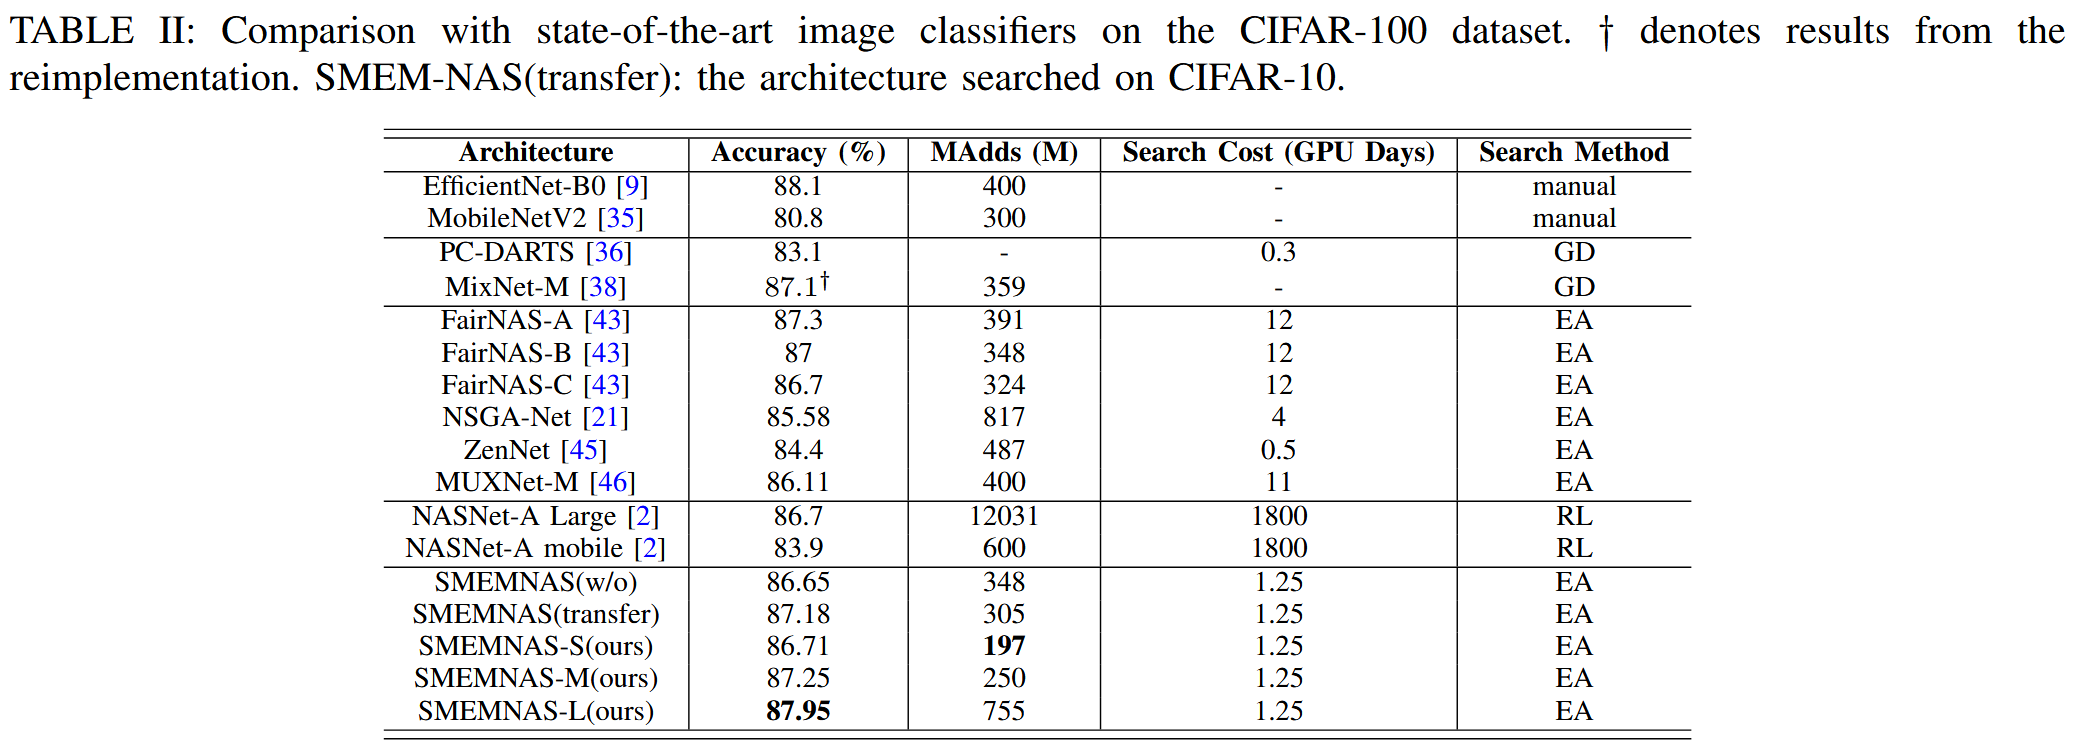 TABLE II: Comparison with state-of-the-art image classifiers on the CIFAR-100 dataset. † denotes results from the
reimplementation. SMEM-NAS(transfer): the architecture searched on CIFAR-10.
Architecture Accuracy (%) MAdds (M) Search Cost (GPU Days) Search Method
EfficientNet-B0 [9] 88.1 400 - manual
MobileNetV2 [35] 80.8 300 - manual
PC-DARTS [36] 83.1 - 0.3 GD
MixNet-M [38] 87.1† 359 - GD
FairNAS-A [43] 87.3 391 12 EA
FairNAS-B [43] 87 348 12 EA
FairNAS-C [43] 86.7 324 12 EA
NSGA-Net [21] 85.58 817 4 EA
ZenNet [45] 84.4 487 0.5 EA
MUXNet-M [46] 86.11 400 11 EA
NASNet-A Large [2] 86.7 12031 1800 RL
NASNet-A mobile [2] 83.9 600 1800 RL
SMEMNAS(w/o) 86.65 348 1.25 EA
SMEMNAS(transfer) 87.18 305 1.25 EA
SMEMNAS-S(ours) 86.71 197 1.25 EA
SMEMNAS-M(ours) 87.25 250 1.25 EA
SMEMNAS-L(ours) 87.95 755 1.25 EA